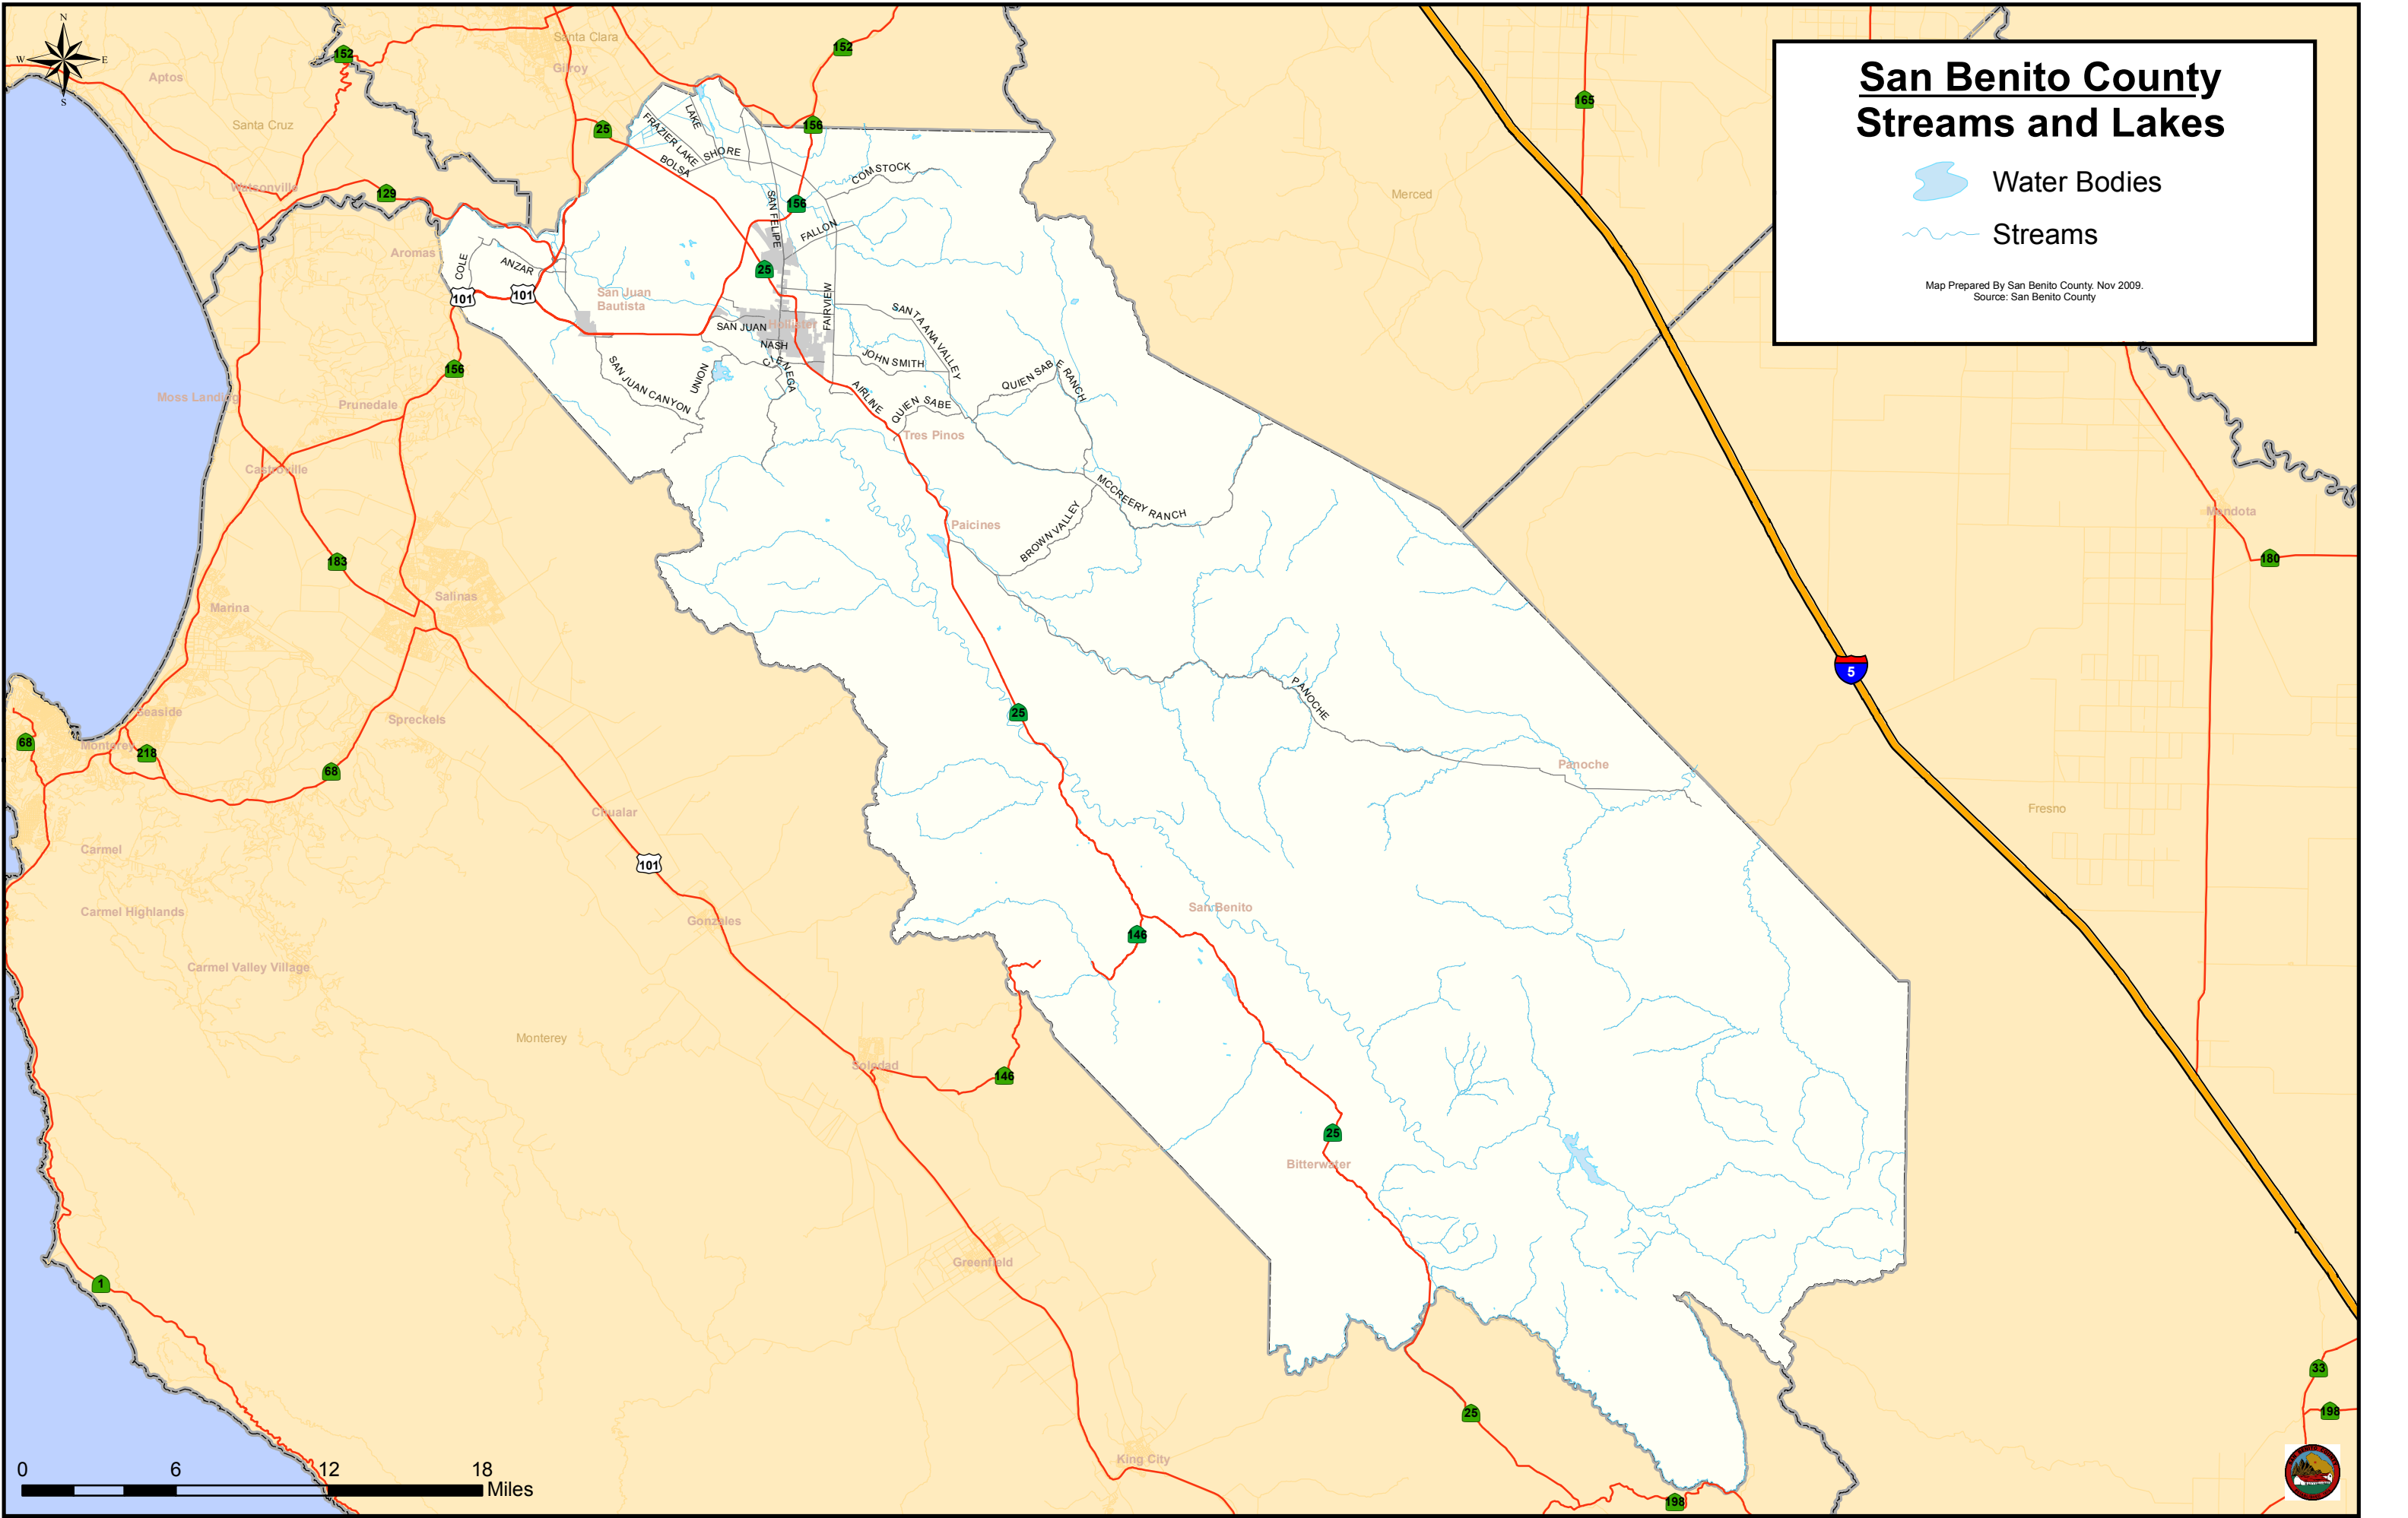 San Benito County
Streams and Lakes
Water Bodies
Streams
Map Prepared By San Benito County. Nov 2009.
Source: San Benito County
N
W
E
S
152
Aptos
Santa Clara
Gilroy
152
165
Santa Cruz
25
156
LAKE
FRAZIER LAKE
SHORE
BOLSA
COMSTOCK
Watsonville
129
156
SAN FELIPE
FALLON
Merced
Aromas
COLE
ANZAR
101
101
25
San Juan
Bautista
FAIRVIEW
SANTA ANA VALLEY
SAN JUAN
Hollister
NASH
CIENEGA
JOHN SMITH
156
UNION
SAN JUAN CANYON
AIRLINE
QUIEN SABE
QUIEN SABE RANCH
Moss Landing
Prunedale
Tres Pinos
Castroville
MCCREERY RANCH
BROWN VALLEY
Paicines
Mendota
180
183
Salinas
Marina
5
PANOCHE
25
Seaside
Spreckels
68
Monterey
218
68
Panoche
Chualar
Fresno
Carmel
101
Carmel Highlands
Gonzales
San Benito
146
Carmel Valley Village
Monterey
Soledad
146
25
Bitterwater
Greenfield
1
33
25
198
King City
198
0
6
12
18
Miles